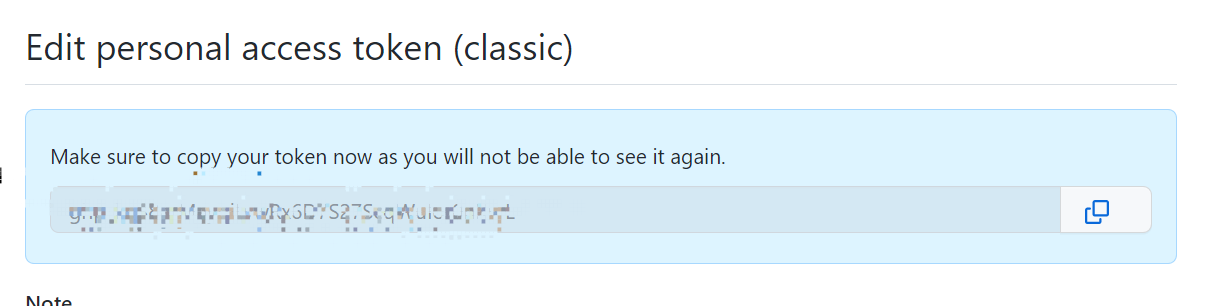 Edit personal access token (classic)
Make sure to copy your token now as you will not be able to see it again.
Note